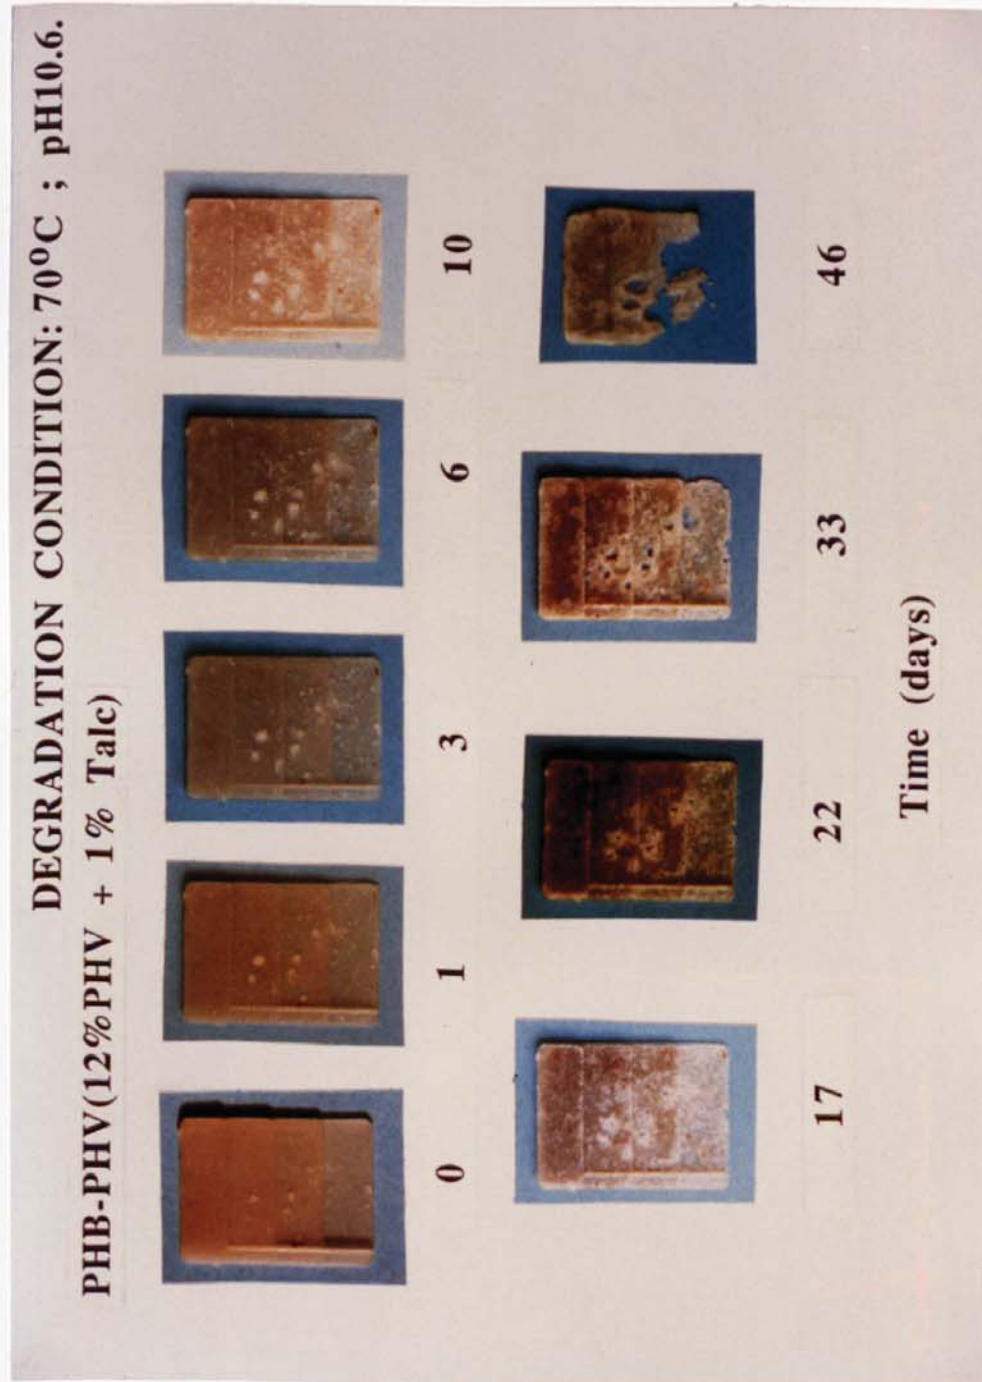 DEGRADATION CONDITION: 70°C ; pH10.6.
PHB-PHV(12%PHV + 1% Talc)
0 1 3 6 10
17 22 33 46
Time (days)